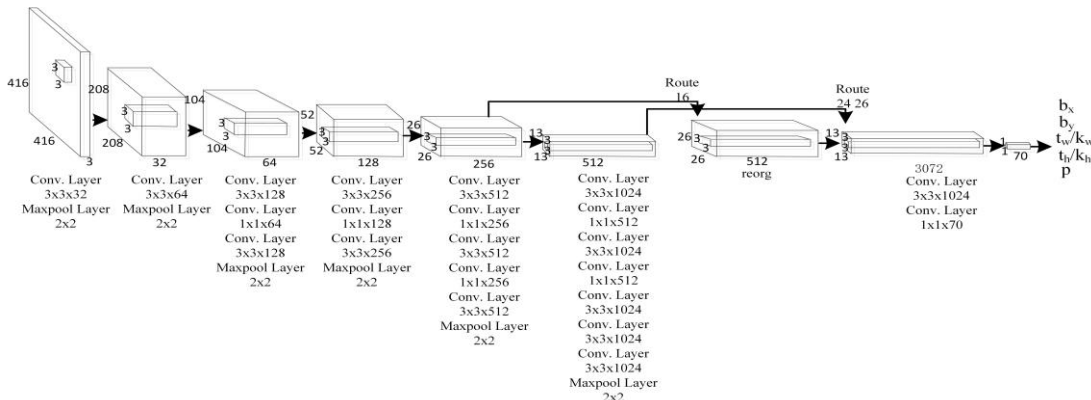 416
3
3
416
3
Conv. Layer
3x3x32
Maxpool Layer
2x2
208
3
3
208
32
Conv. Layer
3x3x64
Maxpool Layer
2x2
104
3
3
104
64
Conv. Layer
3x3x128
Conv. Layer
1x1x64
Conv. Layer
3x3x128
Maxpool Layer
2x2
52
3
3
52
128
Conv. Layer
3x3x256
Conv. Layer
1x1x128
Conv. Layer
3x3x256
Maxpool Layer
2x2
26
3
3
26
256
Conv. Layer
3x3x512
Conv. Layer
1x1x256
Conv. Layer
3x3x512
Conv. Layer
1x1x256
Conv. Layer
3x3x512
Maxpool Layer
2x2
13
3
3
13
512
Conv. Layer
3x3x1024
Conv. Layer
1x1x512
Conv. Layer
3x3x1024
Conv. Layer
1x1x512
Conv. Layer
3x3x1024
Conv. Layer
3x3x1024
Conv. Layer
3x3x1024
Maxpool Layer
2x2
Route
16
26
3
3
26
512
reorg
Route
24 26
13
3
3
13
3072
Conv. Layer
3x3x1024
Conv. Layer
1x1x70
1
1
70
bx
by
tw/kw
th/kh
p